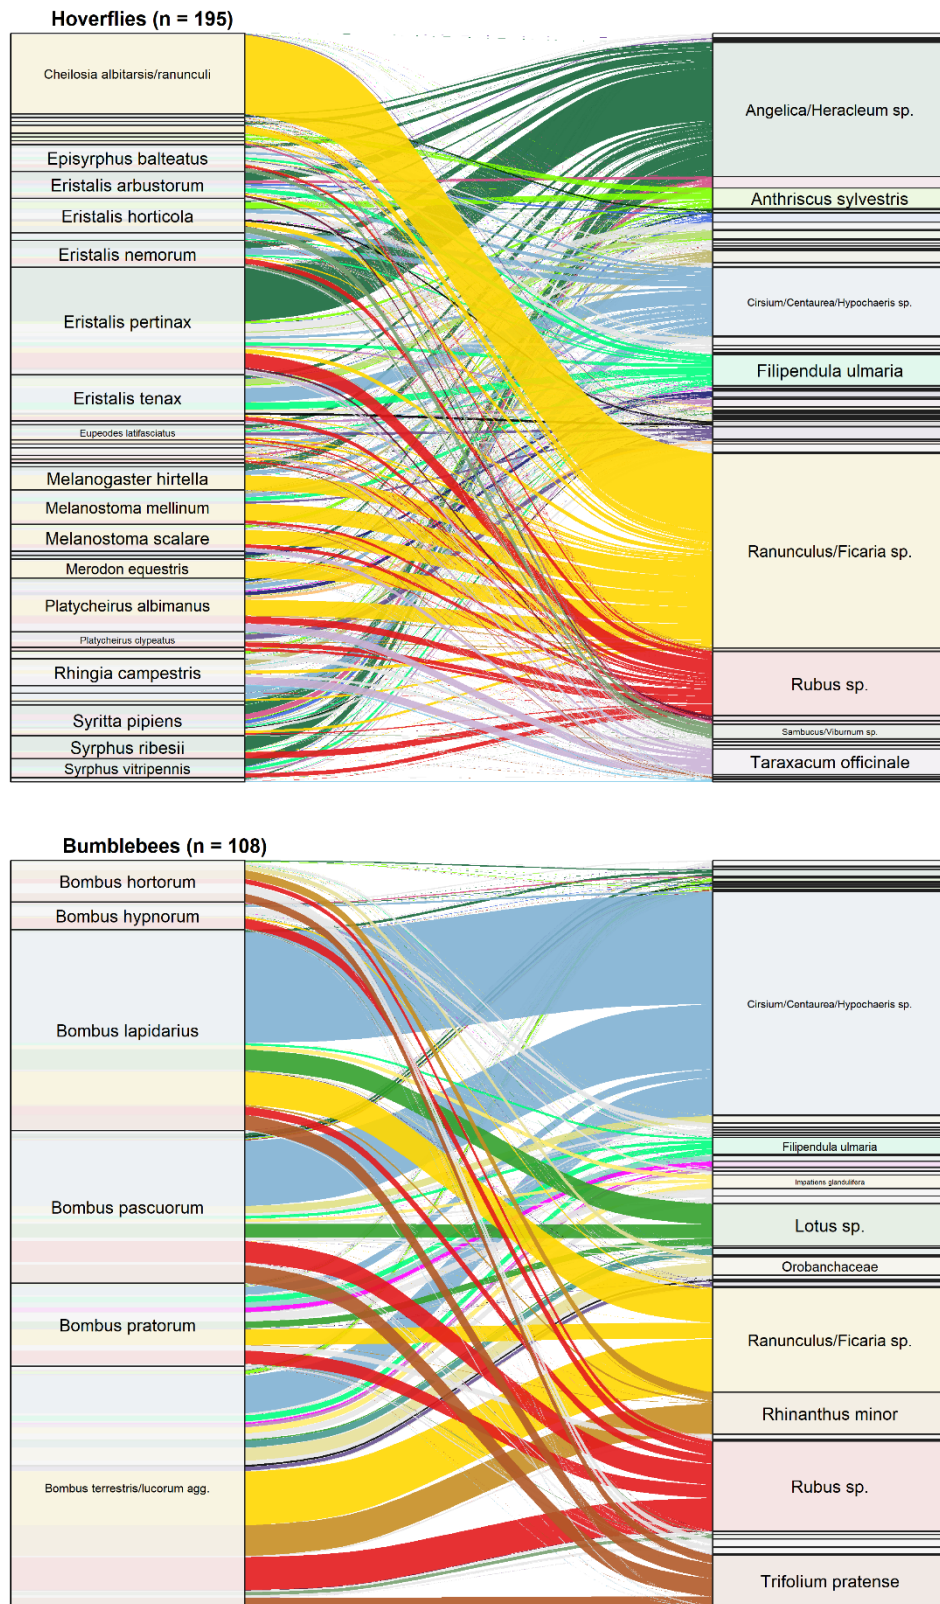 Hoverflies (n = 195)
Cheilosia albitarsis/ranunculi
Episyrphus balteatus
Eristalis arbustorum
Eristalis horticola
Eristalis nemorum
Eristalis pertinax
Eristalis tenax
Eupeodes latifasciatus
Melanogaster hirtella
Melanostoma mellinum
Melanostoma scalare
Merodon equestris
Platycheirus albimanus
Platycheirus clypeatus
Rhingia campestris
Syritta pipiens
Syrphus ribesii
Syrphus vitripennis
Angelica/Heracleum sp.
Anthriscus sylvestris
Cirsium/Centaurea/Hypochaeris sp.
Filipendula ulmaria
Ranunculus/Ficaria sp.
Rubus sp.
Sambucus/Viburnum sp.
Taraxacum officinale
Bumblebees (n = 108)
Bombus hortorum
Bombus hypnorum
Bombus lapidarius
Bombus pascuorum
Bombus pratorum
Bombus terrestris/lucorum agg.
Cirsium/Centaurea/Hypochaeris sp.
Filipendula ulmaria
Impatiens glandulifera
Lotus sp.
Orobanchaceae
Ranunculus/Ficaria sp.
Rhinanthus minor
Rubus sp.
Trifolium pratense